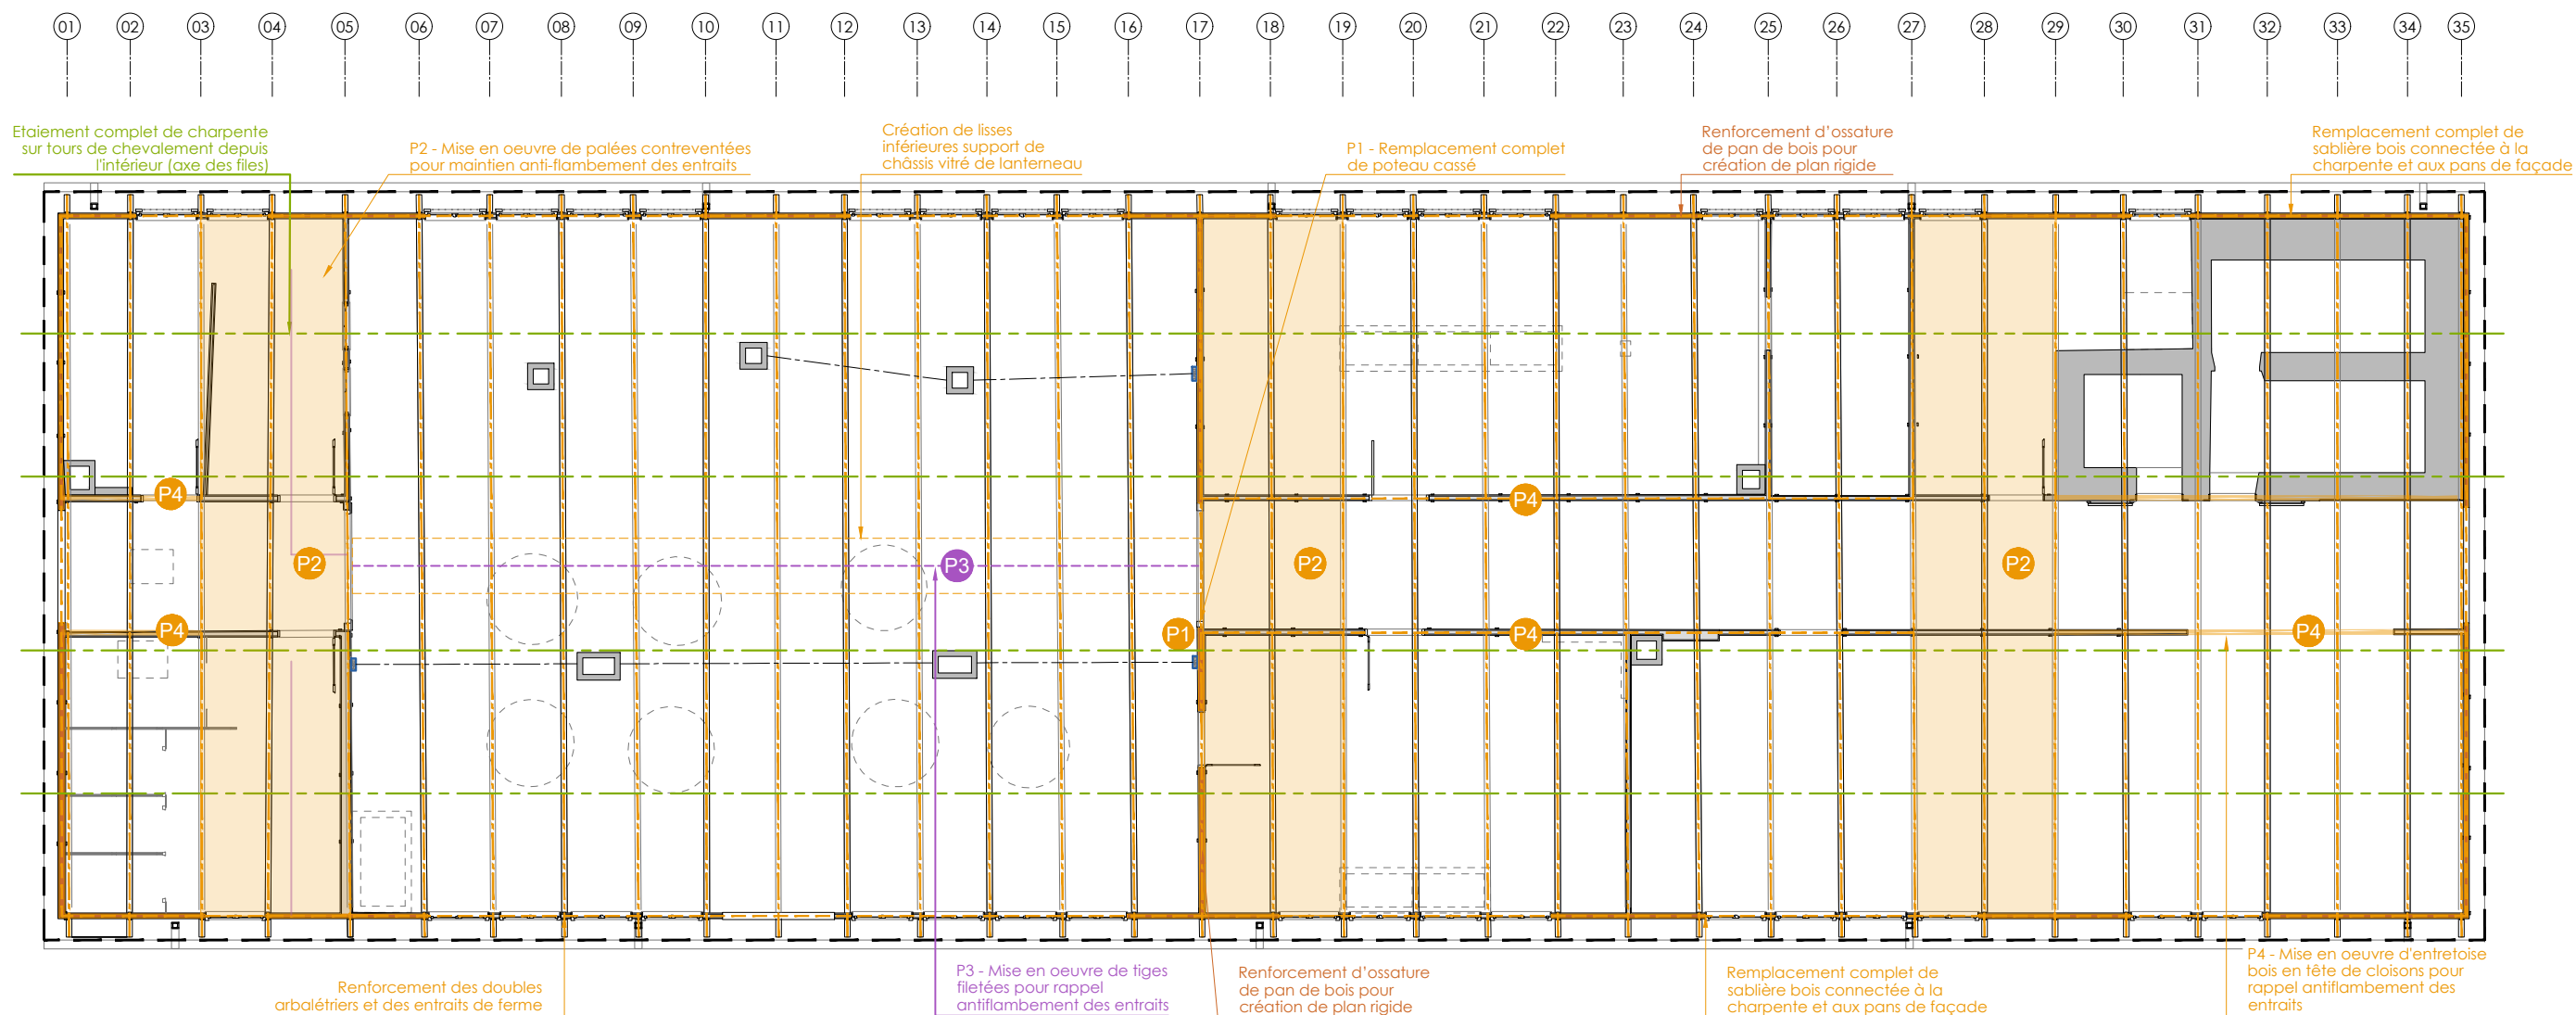 01 02 03 04 05 06 07 08 09 10 11 12 13 14 15 16 17 18 19 20 21 22 23 24 25 26 27 28 29 30 31 32 33 34 35
Etaiement complet de charpente
sur tours de chevalement depuis
l'intérieur (axe des files)
P2 - Mise en oeuvre de palées contreventées
pour maintien anti-flambement des entraits
Création de lisses
inférieures support de
châssis vitré de lanterneau
P1 - Remplacement complet
de poteau cassé
Renforcement d'ossature
de pan de bois pour
création de plan rigide
Remplacement complet de
sablière bois connectée à la
charpente et aux pans de façade
P4
P4
P2
P3
P2
P2
P4
P1
P4
P4
Renforcement des doubles
arbalétriers et des entraits de ferme
P3 - Mise en oeuvre de tiges
filetées pour rappel
antiflambement des entraits
Renforcement d'ossature
de pan de bois pour
création de plan rigide
Remplacement complet de
sablière bois connectée à la
charpente et aux pans de façade
P4 - Mise en oeuvre d'entretoise
bois en tête de cloisons pour
rappel antiflambement des
entraits